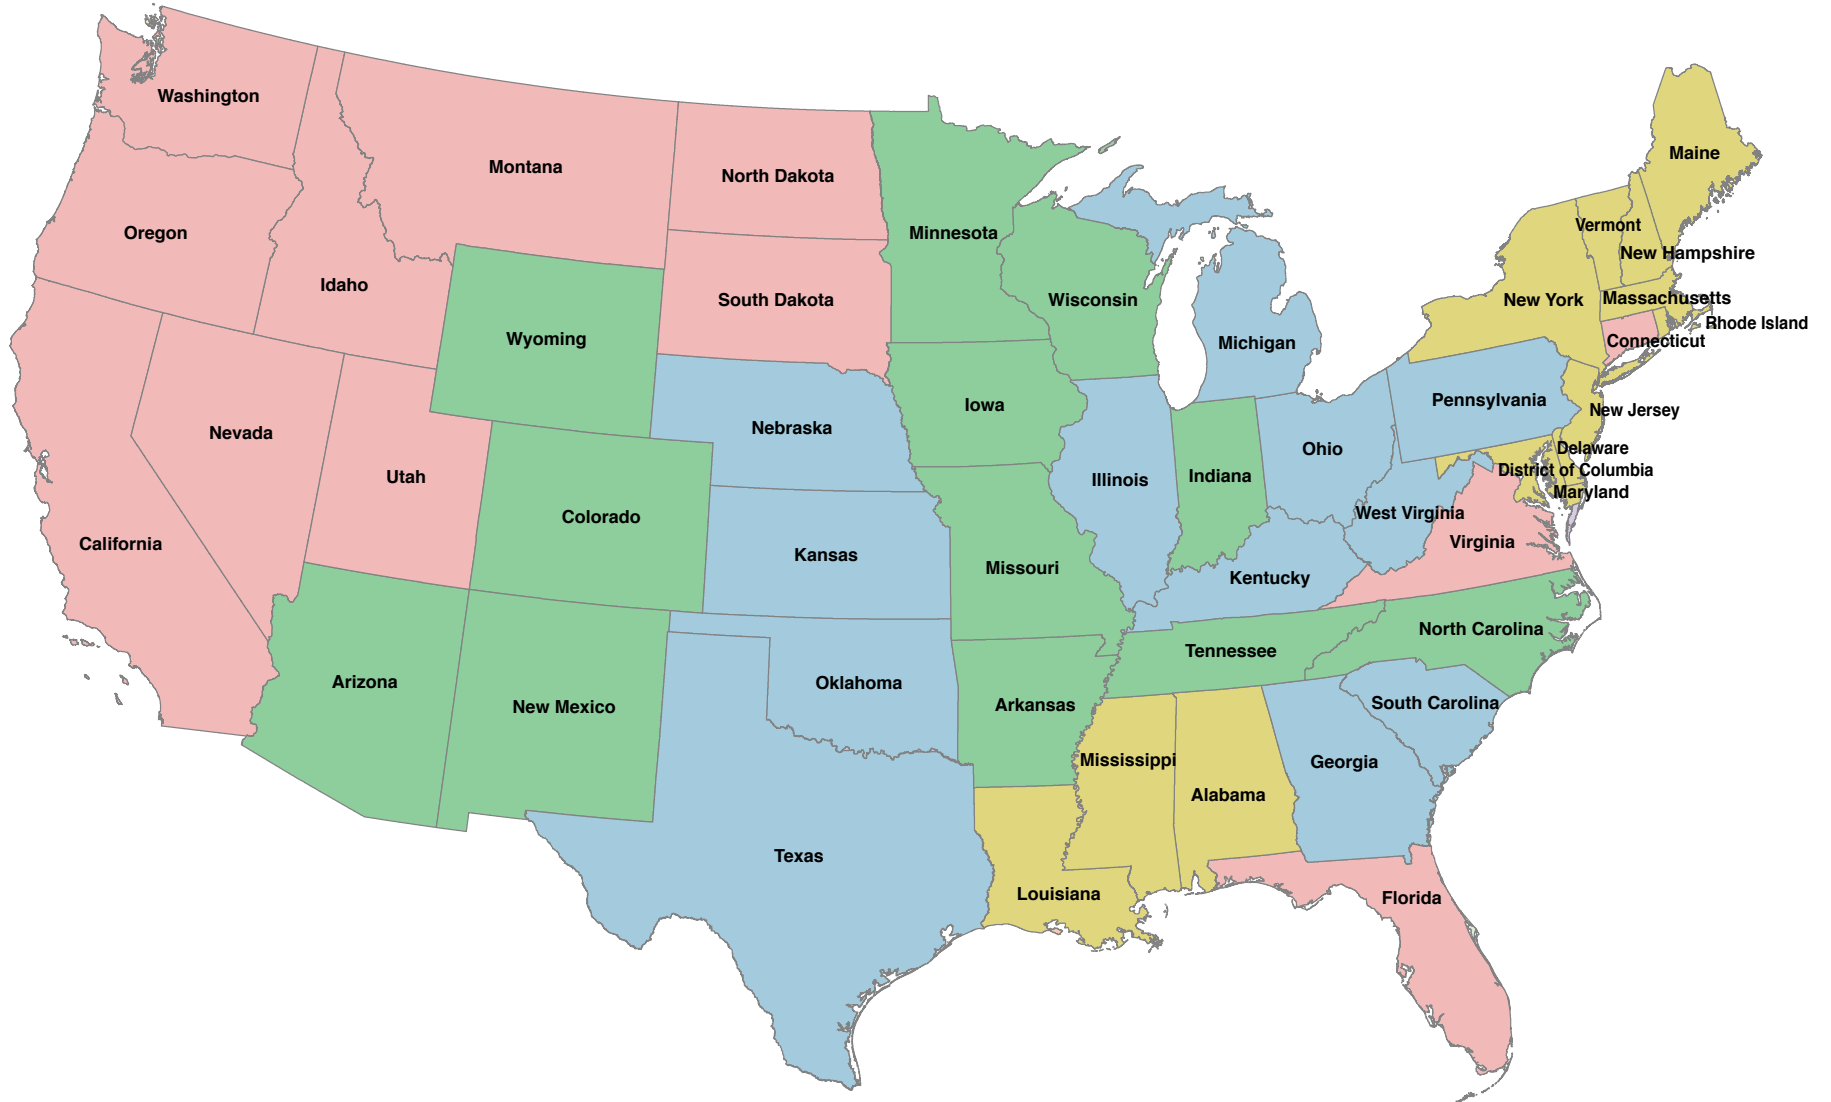 Washington
Maine
Montana
North Dakota
Vermont
Oregon
Minnesota
New Hampshire
Idaho
South Dakota
Wisconsin
New York
Massachusetts
Rhode Island
Wyoming
Michigan
Connecticut
Pennsylvania
Iowa
New Jersey
Nebraska
Nevada
Ohio
Delaware
District of Columbia
Utah
Illinois
Indiana
Maryland
Colorado
West Virginia
California
Kansas
Virginia
Missouri
Kentucky
North Carolina
Tennessee
Arizona
Oklahoma
New Mexico
Arkansas
South Carolina
Mississippi
Georgia
Alabama
Texas
Louisiana
Florida